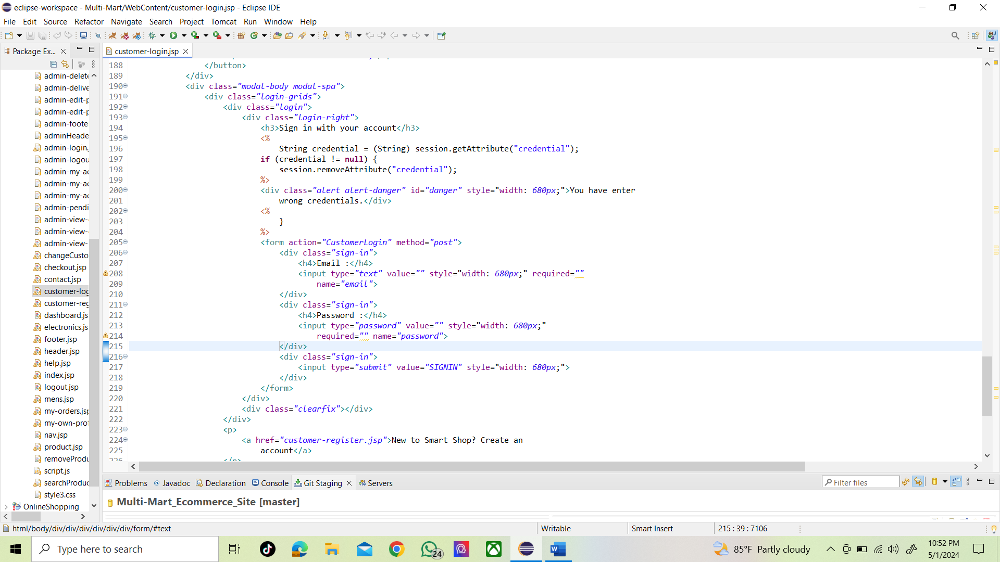 eclipse-workspace - Multi-Mart/WebContent/customer-login.jsp - Eclipse IDE
File Edit Source Refactor Navigate Search Project Tomcat Run Window Help
Package Ex...
customer-login.jsp
admin-delete
admin-delive
admin-edit-p
admin-edit-p
admin-foote
adminHeade
admin-login.
admin-logou
admin-my-ac
admin-my-ac
admin-my-ac
admin-pendi
admin-view-
admin-view-
admin-view-
changeCusto
checkout.jsp
contact.jsp
customer-log
customer-reg
dashboard.js
electronics.js
footer.jsp
header.jsp
help.jsp
index.jsp
logout.jsp
mens.jsp
my-orders.jsp
my-own-prof
nav.jsp
product.jsp
removeProdu
script.js
searchProduc
style3.css
OnlineShopping
188 </button>
189 </div>
190 <div class="modal-body modal-spa">
191 <div class="login-grids">
192 <div class="login">
193 <div class="login-right">
194 <h3>Sign in with your account</h3>
195 <%
196 String credential = (String) session.getAttribute("credential");
197 if (credential != null) {
198 session.removeAttribute("credential");
199 %>
200 <div class="alert alert-danger" id="danger" style="width: 680px;">You have enter
201 wrong credentials.</div>
202 <%
203 }
204 %>
205 <form action="CustomerLogin" method="post">
206 <div class="sign-in">
207 <h4>Email :</h4>
208 <input type="text" value="" style="width: 680px;" required=""
209 name="email">
210 </div>
211 <div class="sign-in">
212 <h4>Password :</h4>
213 <input type="password" value="" style="width: 680px;"
214 required="" name="password">
215 </div>
216 <div class="sign-in">
217 <input type="submit" value="SIGNIN" style="width: 680px;">
218 </div>
219 </form>
220 </div>
221 <div class="clearfix"></div>
222 </div>
223 <p>
224 <a href="customer-register.jsp">New to Smart Shop? Create an
225 account</a>
226 </p>
Problems Javadoc Declaration Console Git Staging Servers
Filter files
Multi-Mart_Ecommerce_Site [master]
html/body/div/div/div/div/div/div/form/#text
Writable
Smart Insert
215 : 39 : 7106
Type here to search
24
85°F Partly cloudy
10:52 PM
5/1/2024